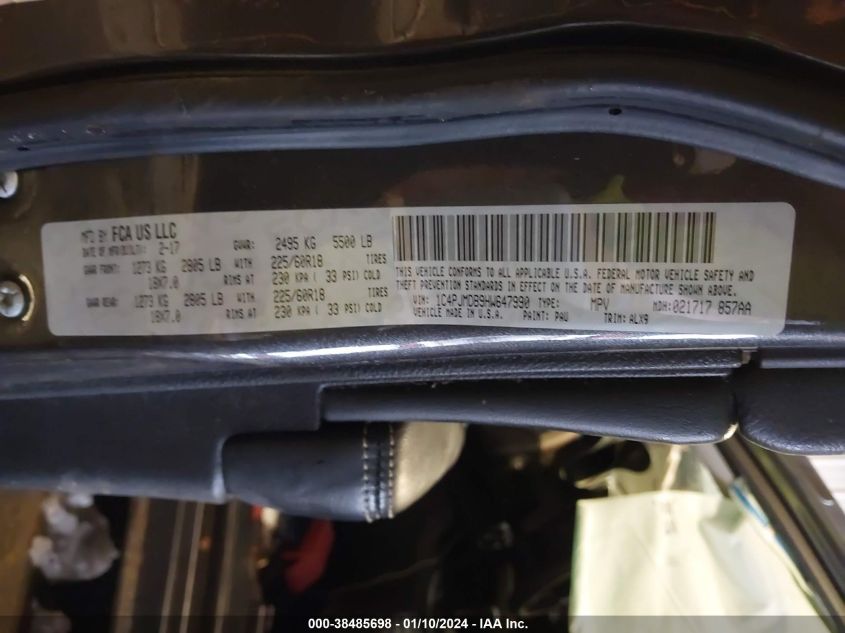 MFD BY FCA US LLC
DATE OF MFR(D/D/LT): 2-17 GVWR: 2495 KG 5500 LB
GAWR FRONT: 1273 KG 2805 LB WITH 225/60R18 TIRES
18X7.0 RIMS AT 230 KPA ( 33 PSI) COLD
GAWR REAR: 1273 KG 2805 LB WITH 225/60R18 TIRES
18X7.0 RIMS AT 230 KPA ( 33 PSI) COLD
THIS VEHICLE CONFORMS TO ALL APPLICABLE U.S.A. FEDERAL MOTOR VEHICLE SAFETY AND
THEFT PREVENTION STANDARDS IN EFFECT ON THE DATE OF MANUFACTURE SHOWN ABOVE.
VIN: 1C4PJMDB9HW647990 TYPE: MPV MDH:021717 857AA
VEHICLE MADE IN U.S.A. PAINT: PAU TRIM: ALX9
000-38485698 - 01/10/2024 - IAA Inc.